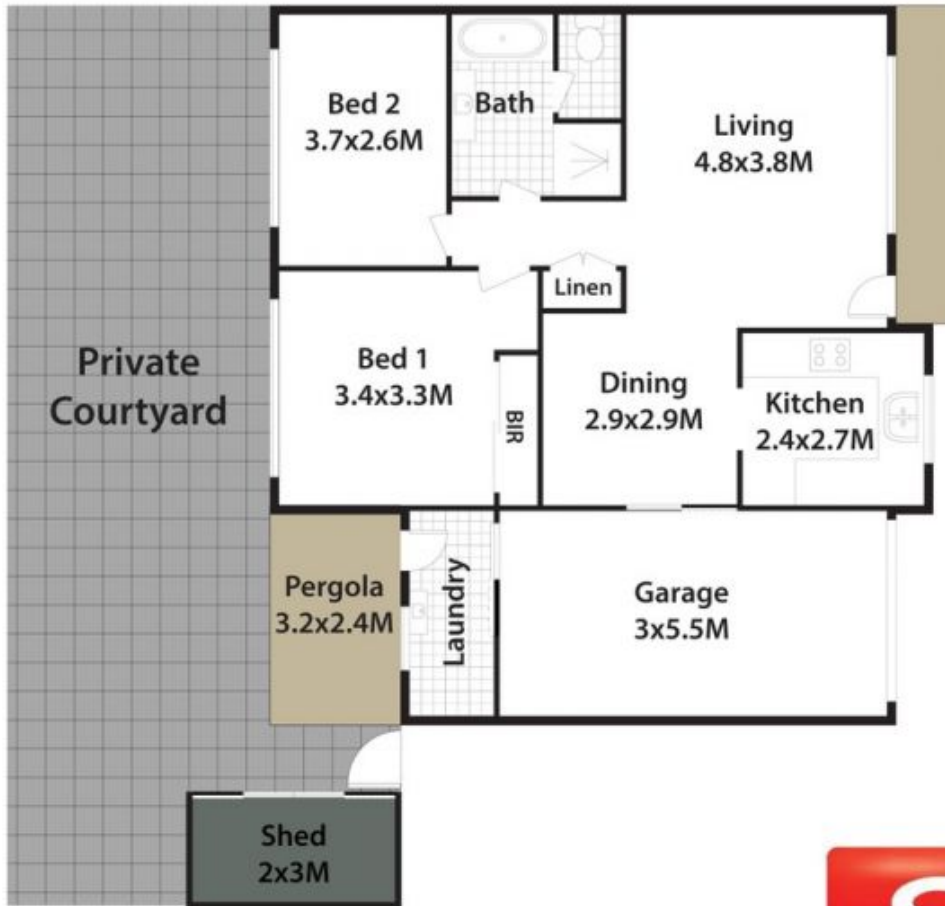 Bed 2
3.7x2.6M
Bath
Living
4.8x3.8M
Linen
Private
Courtyard
Bed 1
3.4x3.3M
BIR
Dining
2.9x2.9M
Kitchen
2.4x2.7M
Pergola
3.2x2.4M
Laundry
Garage
3x5.5M
Shed
2x3M